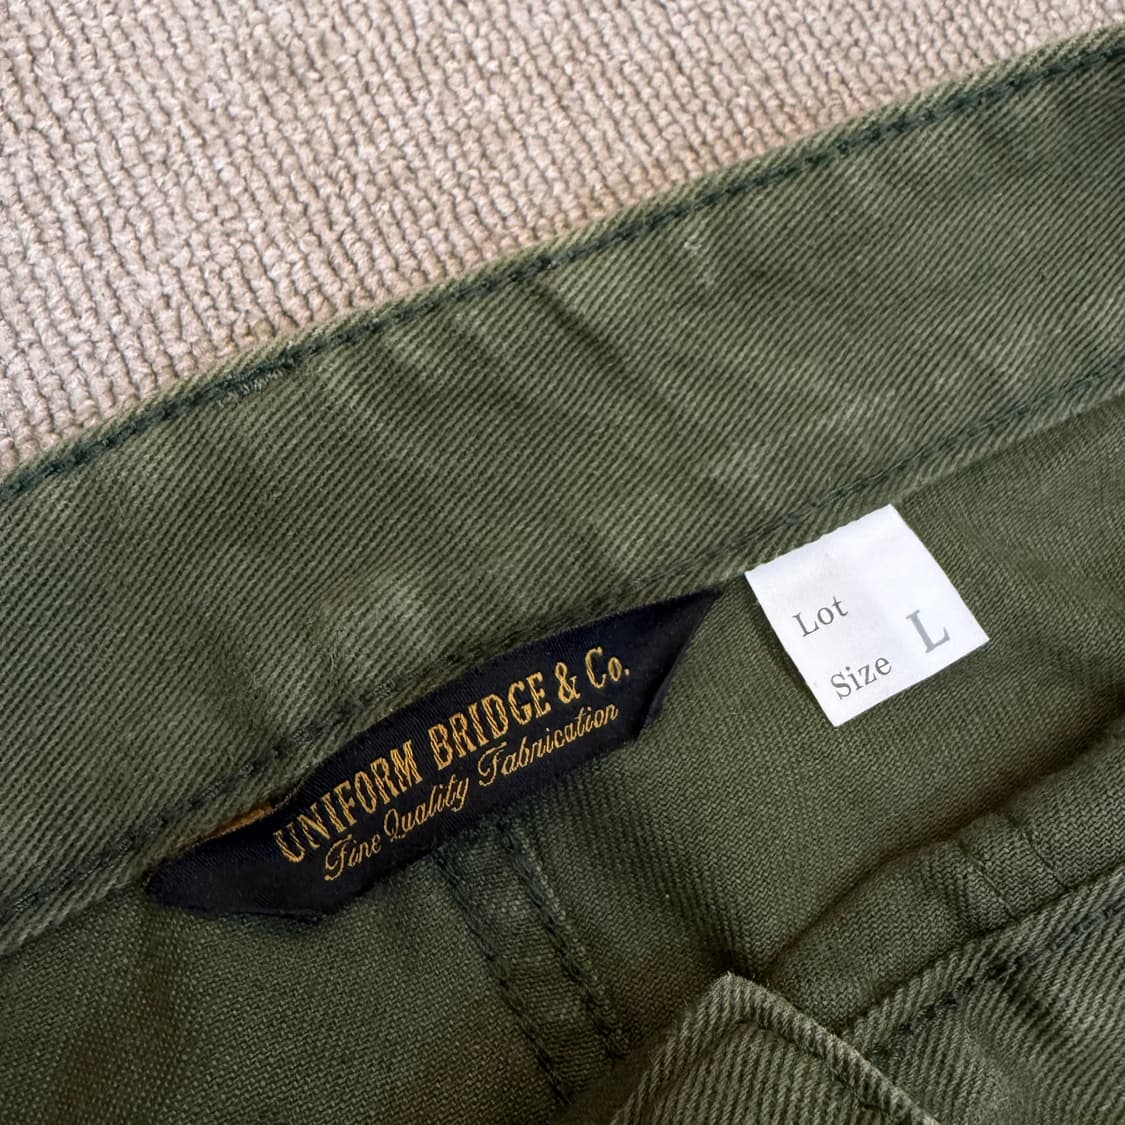 UNIFORM BRIDGE & Co.
Fine Quality Fabrication
Lot
Size L